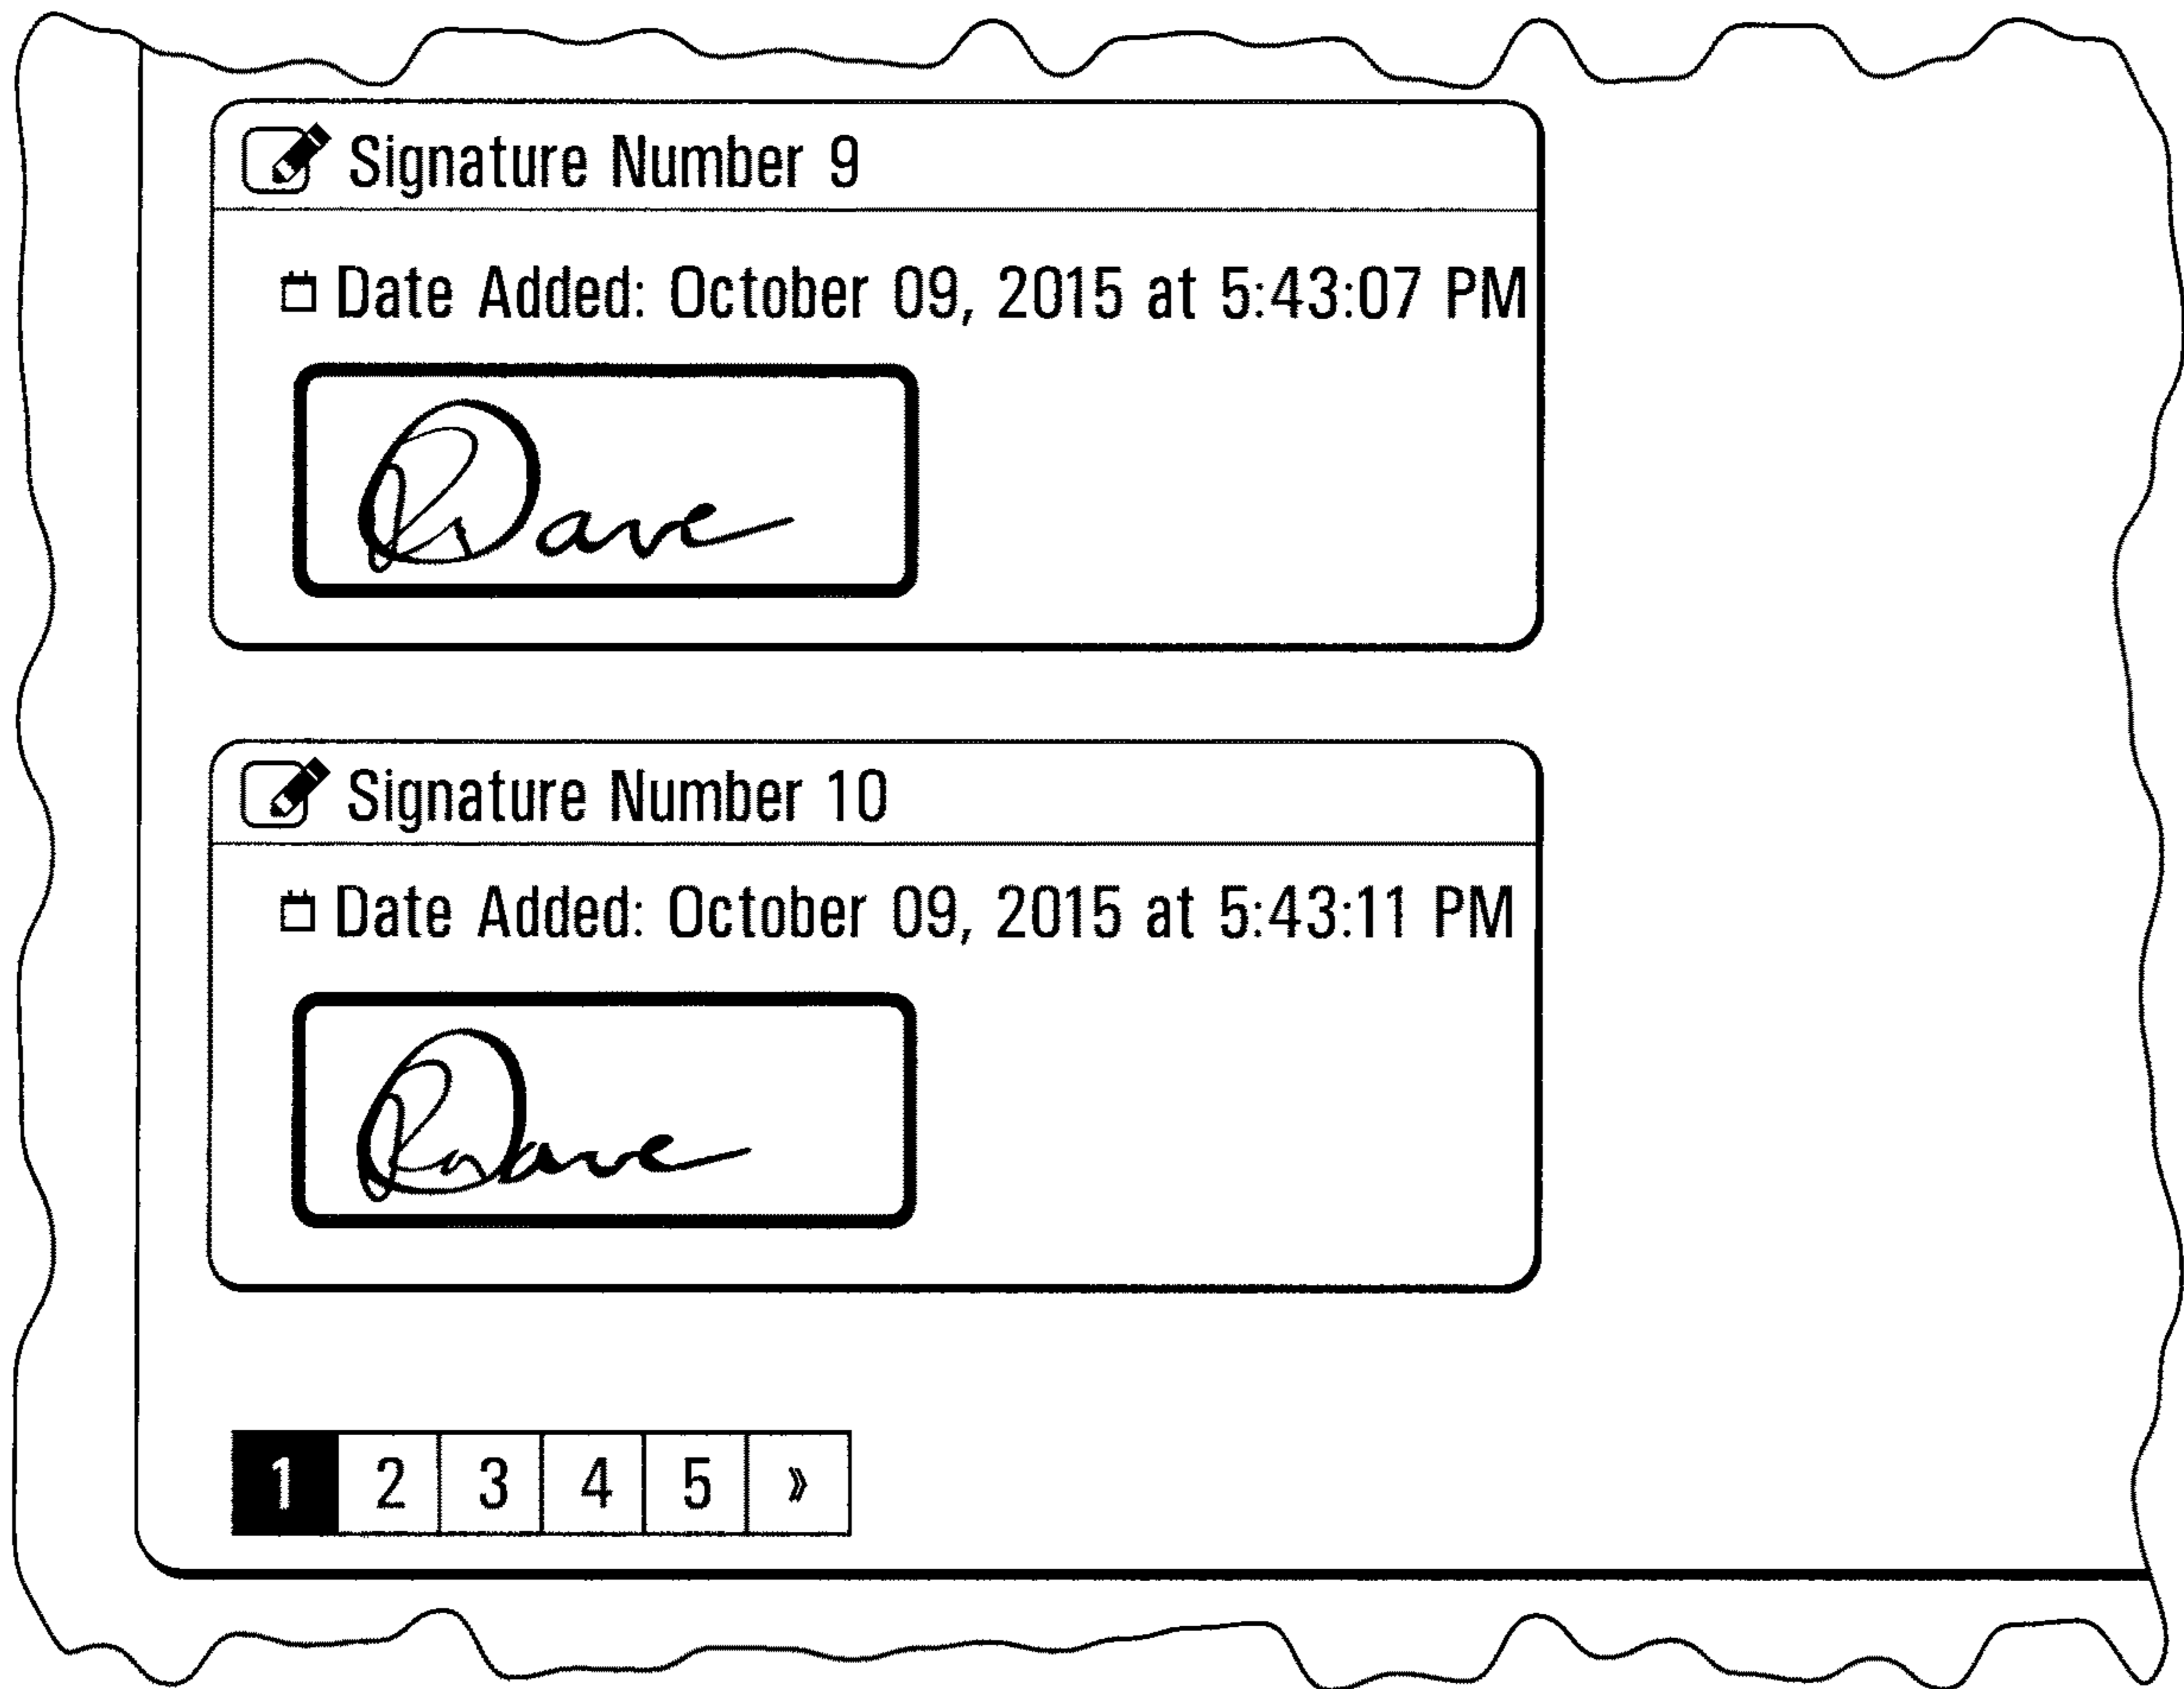 Signature Number 9
Date Added: October 09, 2015 at 5:43:07 PM
Dave
Signature Number 10
Date Added: October 09, 2015 at 5:43:11 PM
Dave
1 2 3 4 5 »